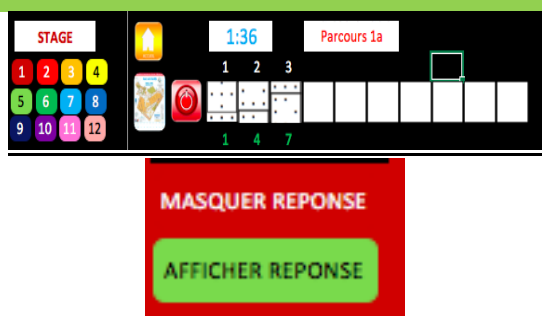 STAGE
1:36
Parcours 1a
1 2 3
1 2 3 4
5 6 7 8
9 10 11 12
1 4 7
MASQUER REPONSE
AFFICHER REPONSE